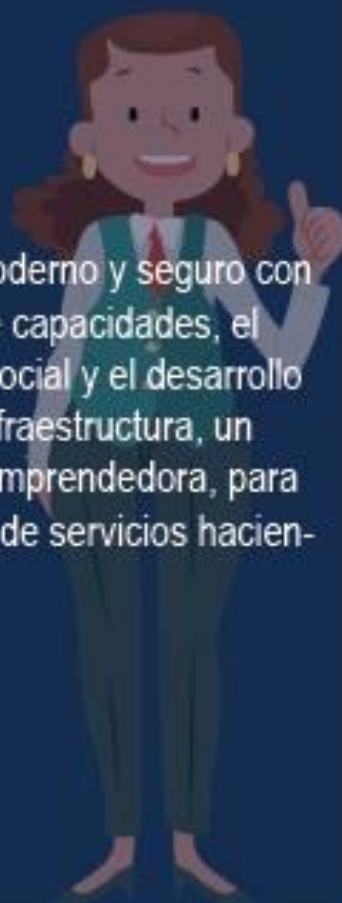 oderno y seguro con
capacidades, el
ocial y el desarrollo
fraestructura, un
mprendedora, para
de servicios hacien-